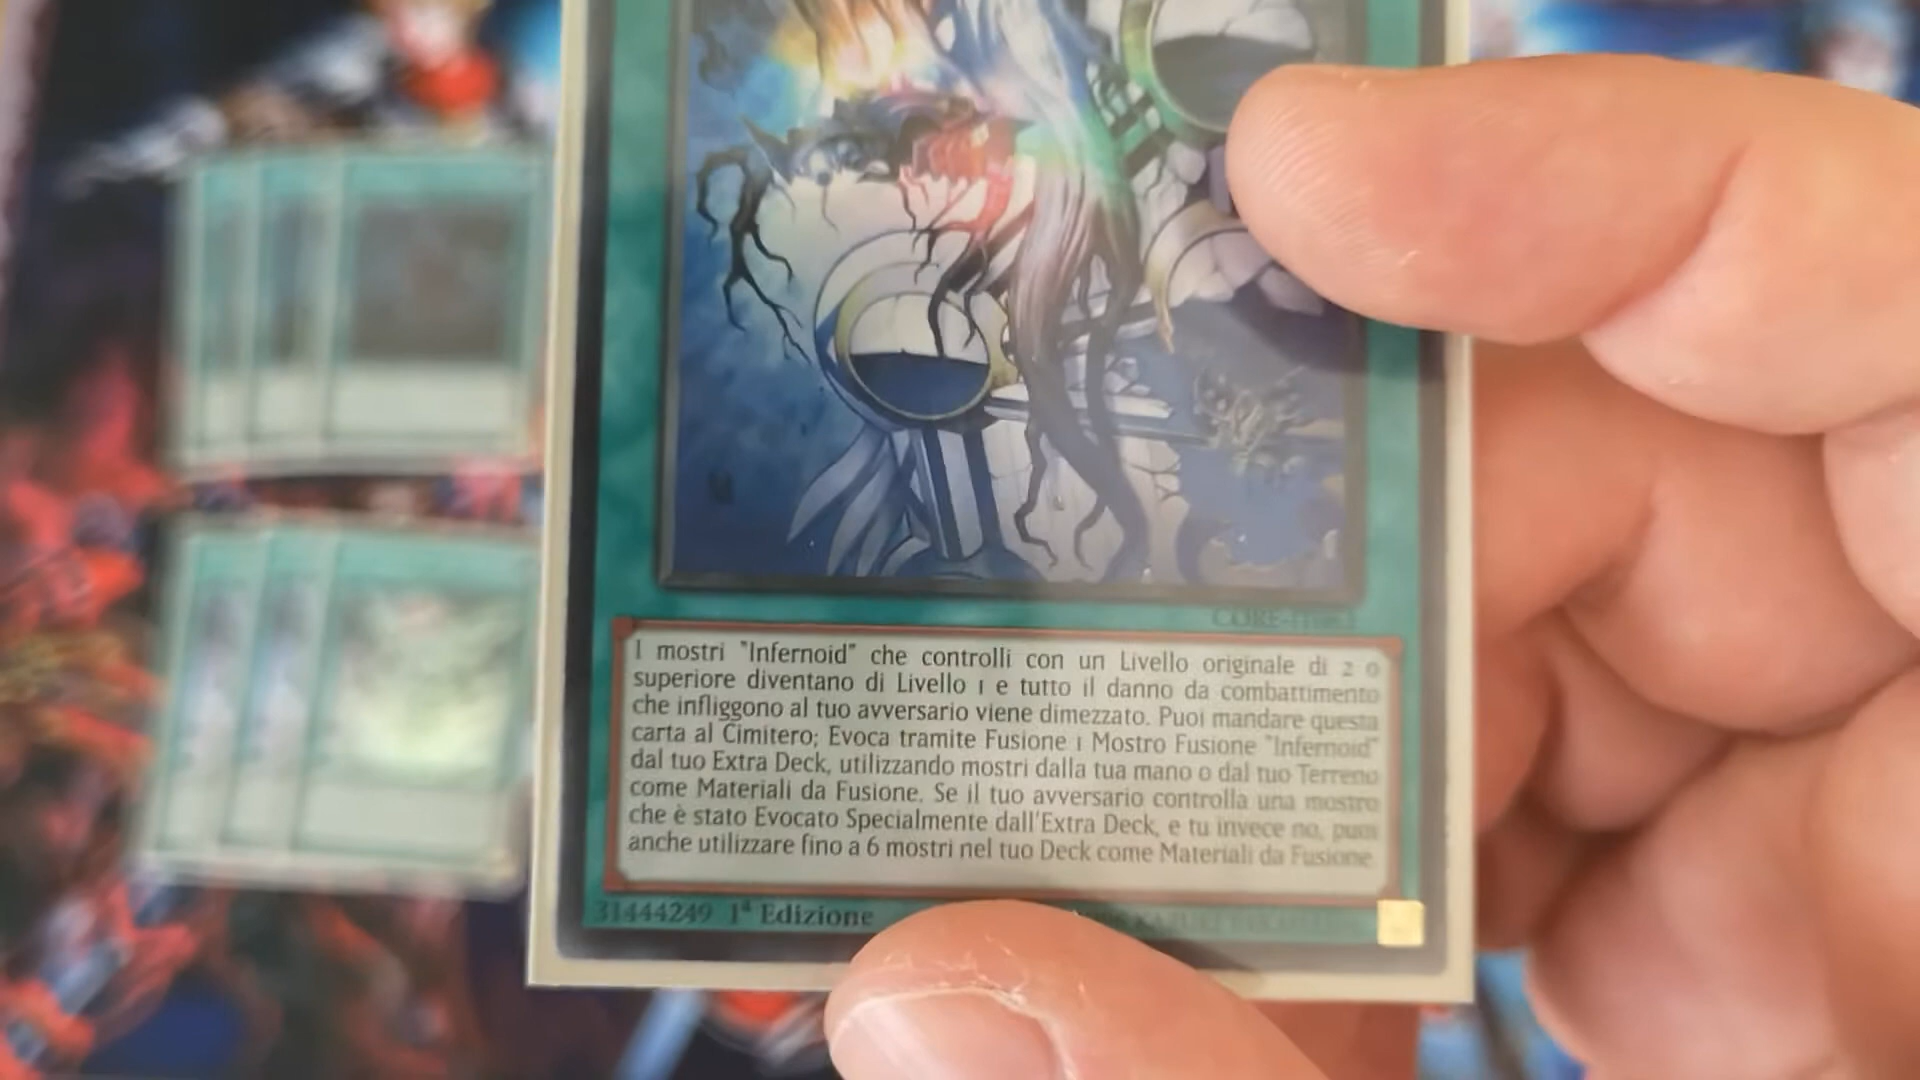 I mostri "Infernoid" che controlli con un Livello originale di 2 o
superiore diventano di Livello 1 e tutto il danno da combattimento
che infliggono al tuo avversario viene dimezzato. Puoi mandare questa
carta al Cimitero; Evoca tramite Fusione 1 Mostro Fusione "Infernoid"
dal tuo Extra Deck, utilizzando mostri dalla tua mano o dal tuo Terreno
come Materiali da Fusione. Se il tuo avversario controlla una mostro
che è stato Evocato Specialmente dall'Extra Deck, e tu invece no, puoi
anche utilizzare fino a 6 mostri nel tuo Deck come Materiali da Fusione.
31444249 1ª Edizione